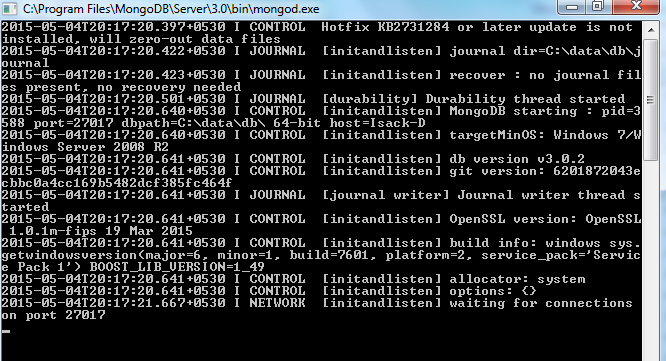 C:\Program Files\MongoDB\Server\3.0\bin\mongod.exe
2015-05-04T20:17:20.397+0530 I CONTROL  Hotfix KB2731284 or later update is not
installed, will zero-out data files
2015-05-04T20:17:20.422+0530 I JOURNAL  [initandlisten] journal dir=C:\data\db\j
ournal
2015-05-04T20:17:20.423+0530 I JOURNAL  [initandlisten] recover : no journal fil
es present, no recovery needed
2015-05-04T20:17:20.501+0530 I JOURNAL  [durability] Durability thread started
2015-05-04T20:17:20.640+0530 I CONTROL  [initandlisten] MongoDB starting : pid=3
588 port=27017 dbpath=C:\data\db\ 64-bit host=Isack-D
2015-05-04T20:17:20.640+0530 I CONTROL  [initandlisten] targetMinOS: Windows 7/W
indows Server 2008 R2
2015-05-04T20:17:20.641+0530 I CONTROL  [initandlisten] db version v3.0.2
2015-05-04T20:17:20.641+0530 I CONTROL  [initandlisten] git version: 6201872043e
cbbc0a4cc169b5482dcf385fc464f
2015-05-04T20:17:20.641+0530 I JOURNAL  [journal writer] Journal writer thread s
tarted
2015-05-04T20:17:20.641+0530 I CONTROL  [initandlisten] OpenSSL version: OpenSSL
 1.0.1m-fips 19 Mar 2015
2015-05-04T20:17:20.641+0530 I CONTROL  [initandlisten] build info: windows sys.
getwindowsversion(major=6, minor=1, build=7601, platform=2, service_pack='Servic
e Pack 1') BOOST_LIB_VERSION=1_49
2015-05-04T20:17:20.641+0530 I CONTROL  [initandlisten] allocator: system
2015-05-04T20:17:20.641+0530 I CONTROL  [initandlisten] options: {}
2015-05-04T20:17:21.667+0530 I NETWORK  [initandlisten] waiting for connections
on port 27017